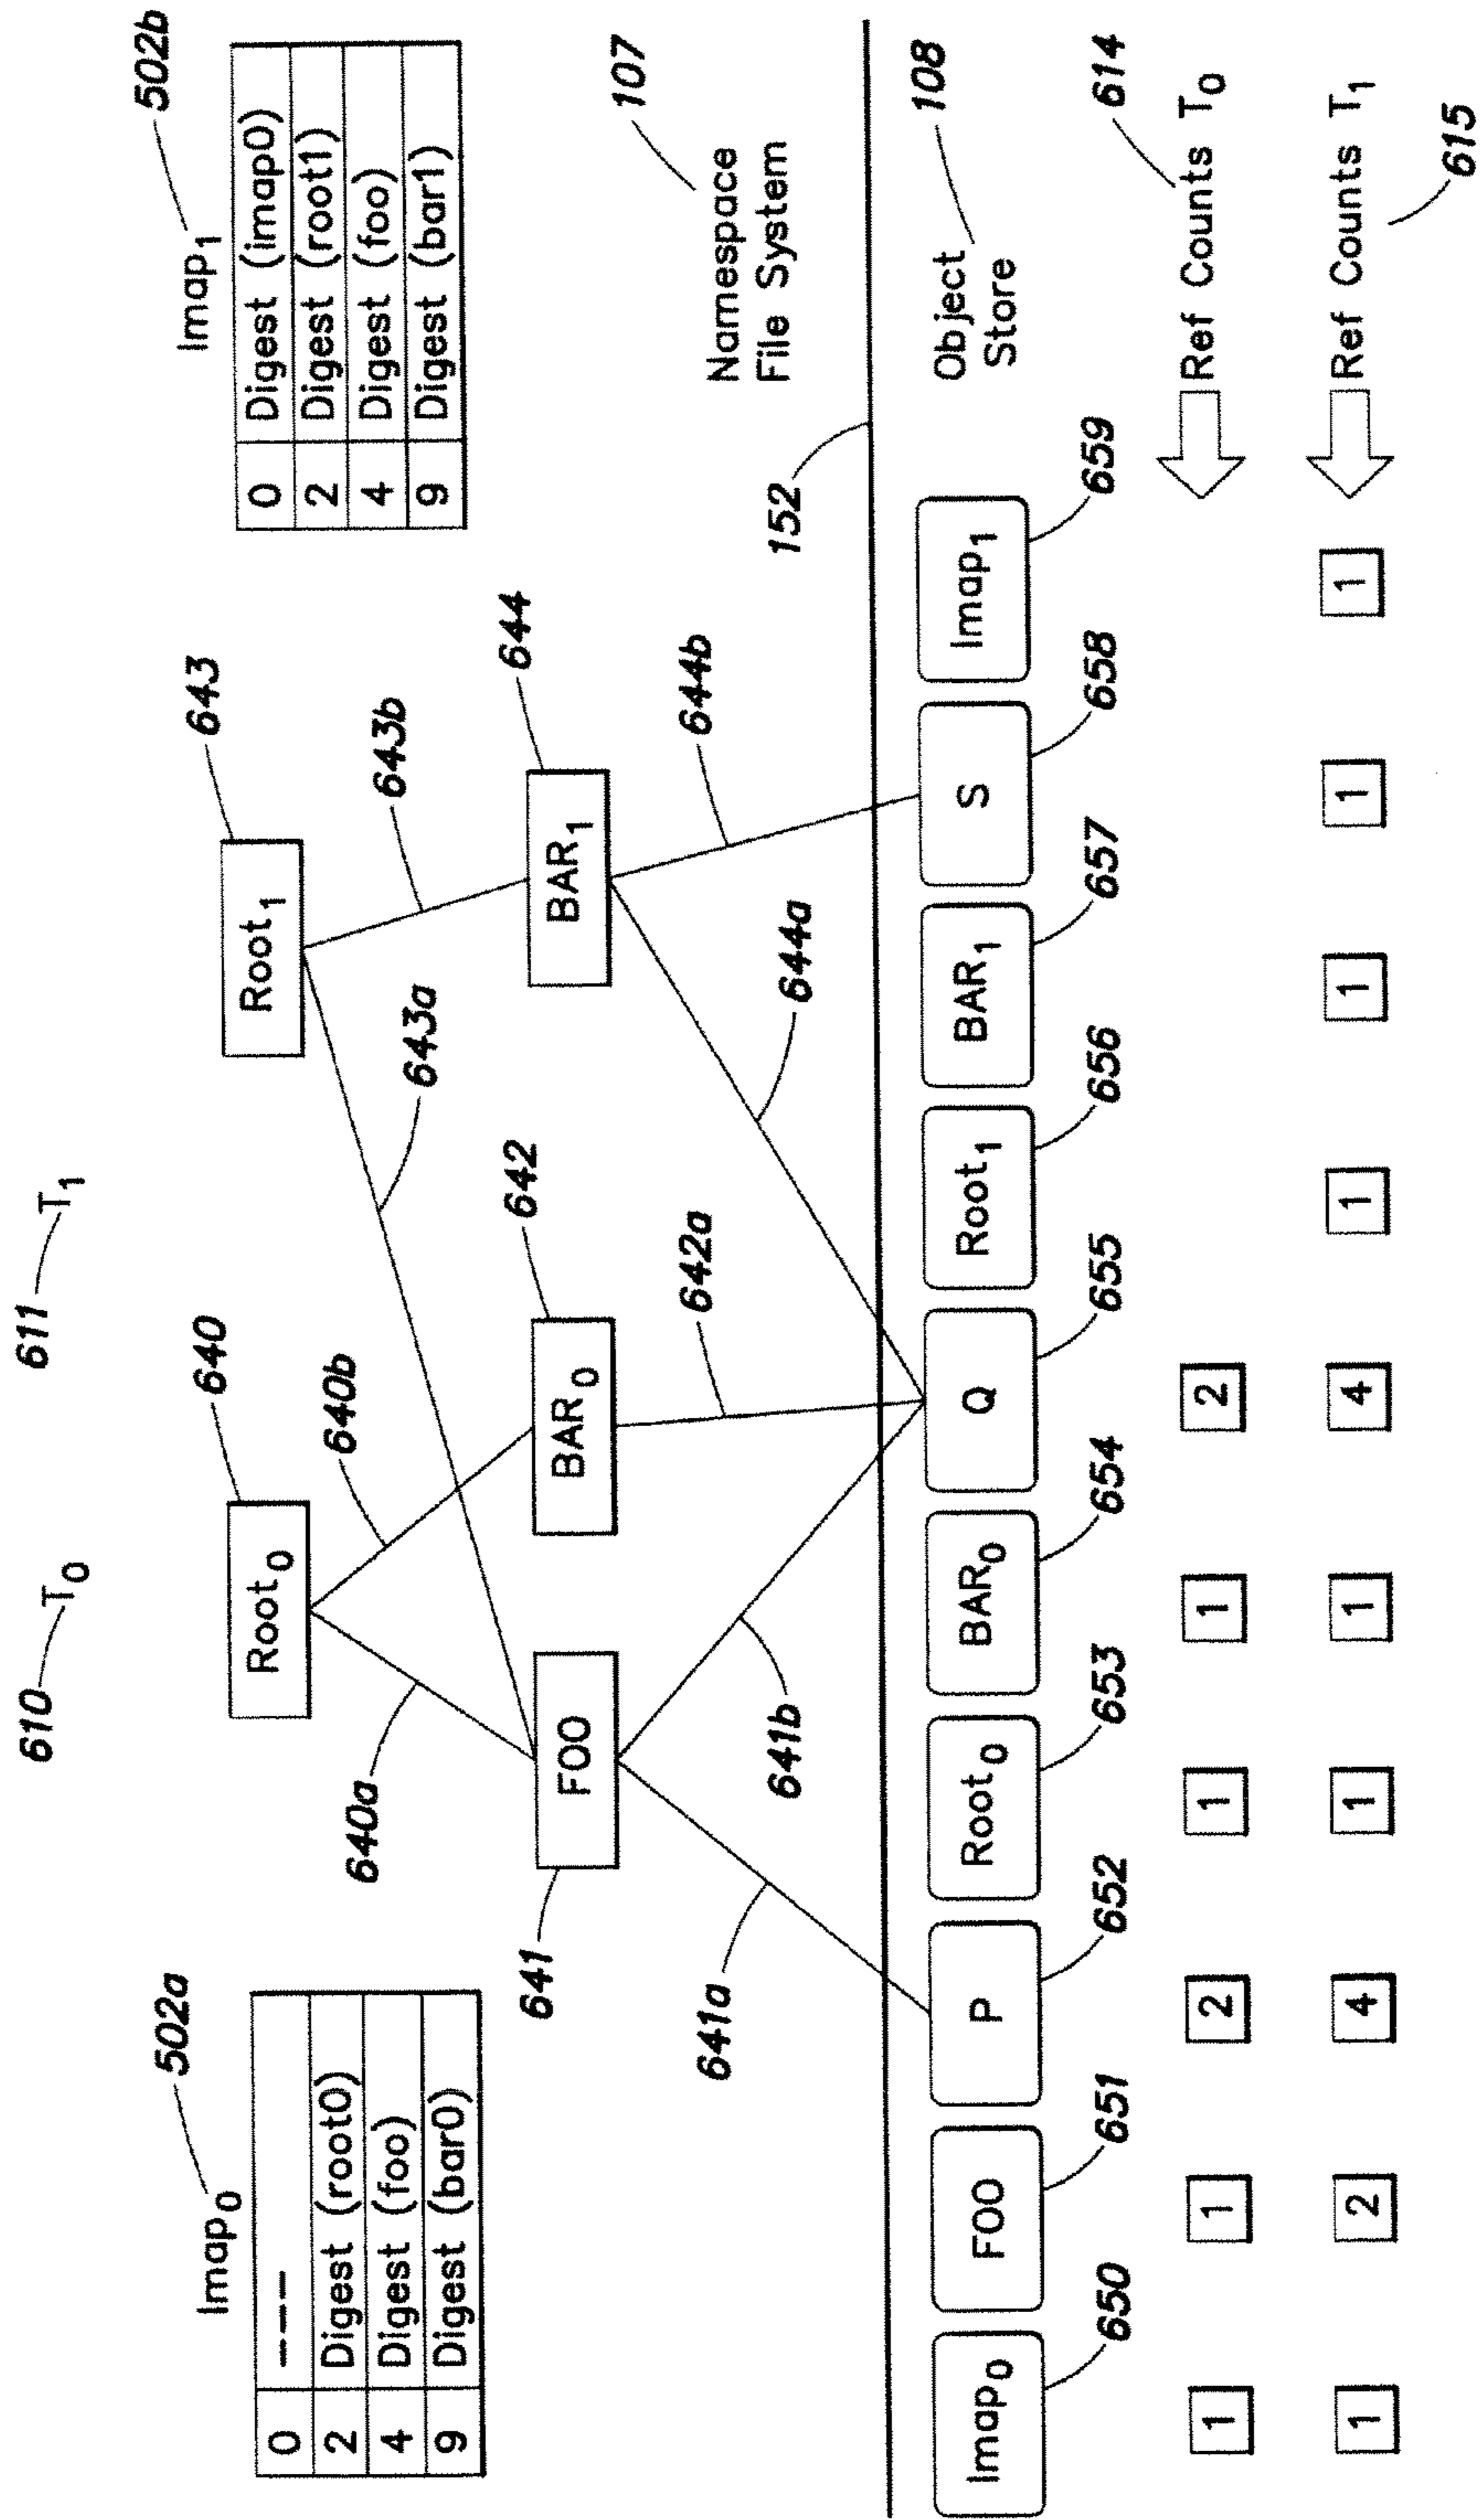 610 T₀
611 T₁
Imap₀ 502a
0 ---
2 Digest (root0)
4 Digest (foo)
9 Digest (bar0)
Root₀ 640
Root₁ 643
Imap₁ 502b
0 Digest (imap0)
2 Digest (root1)
4 Digest (foo)
9 Digest (bar1)
640a
640b
643a
643b
641
FOO
BAR₀ 642
BAR₁ 644
641a
641b
642a
644a
644b
Namespace
File System
107
152
Imap₀ FOO P Root₀ BAR₀ Q Root₁ BAR₁ S Imap₁
Object
Store
108
650 651 652 653 654 655 656 657 658 659
1 1 2 1 1 2 Ref Counts T₀ 614
1 2 4 1 1 4 1 1 1 1 Ref Counts T₁ 615